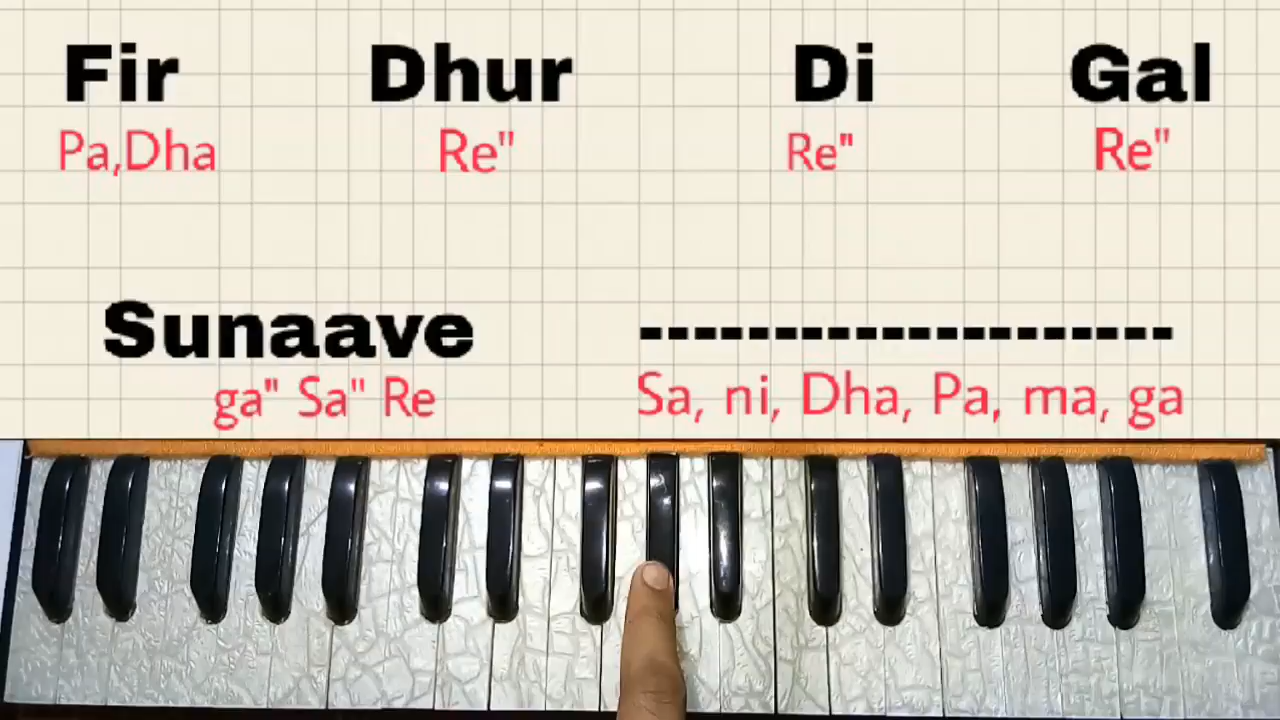 Fir Dhur Di Gal
Pa,Dha Re" Re" Re"
Sunaave -------------------
ga" Sa" Re Sa, ni, Dha, Pa, ma, ga